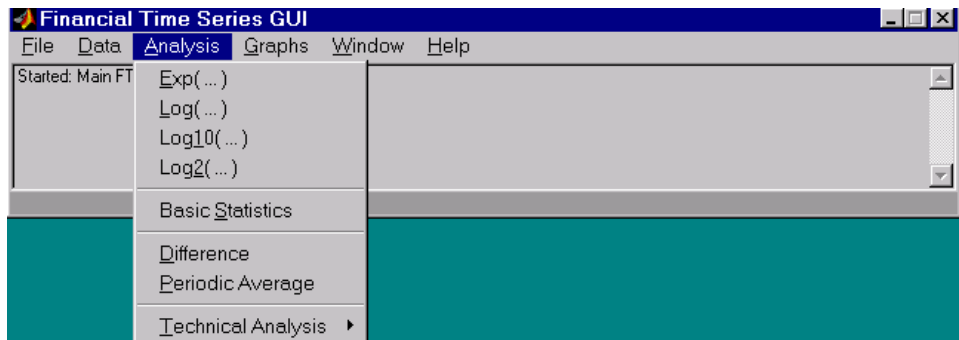 Financial Time Series GUI
File Data Analysis Graphs Window Help
Started: Main FT
Exp(...)
Log(...)
Log10(...)
Log2(...)
Basic Statistics
Difference
Periodic Average
Technical Analysis